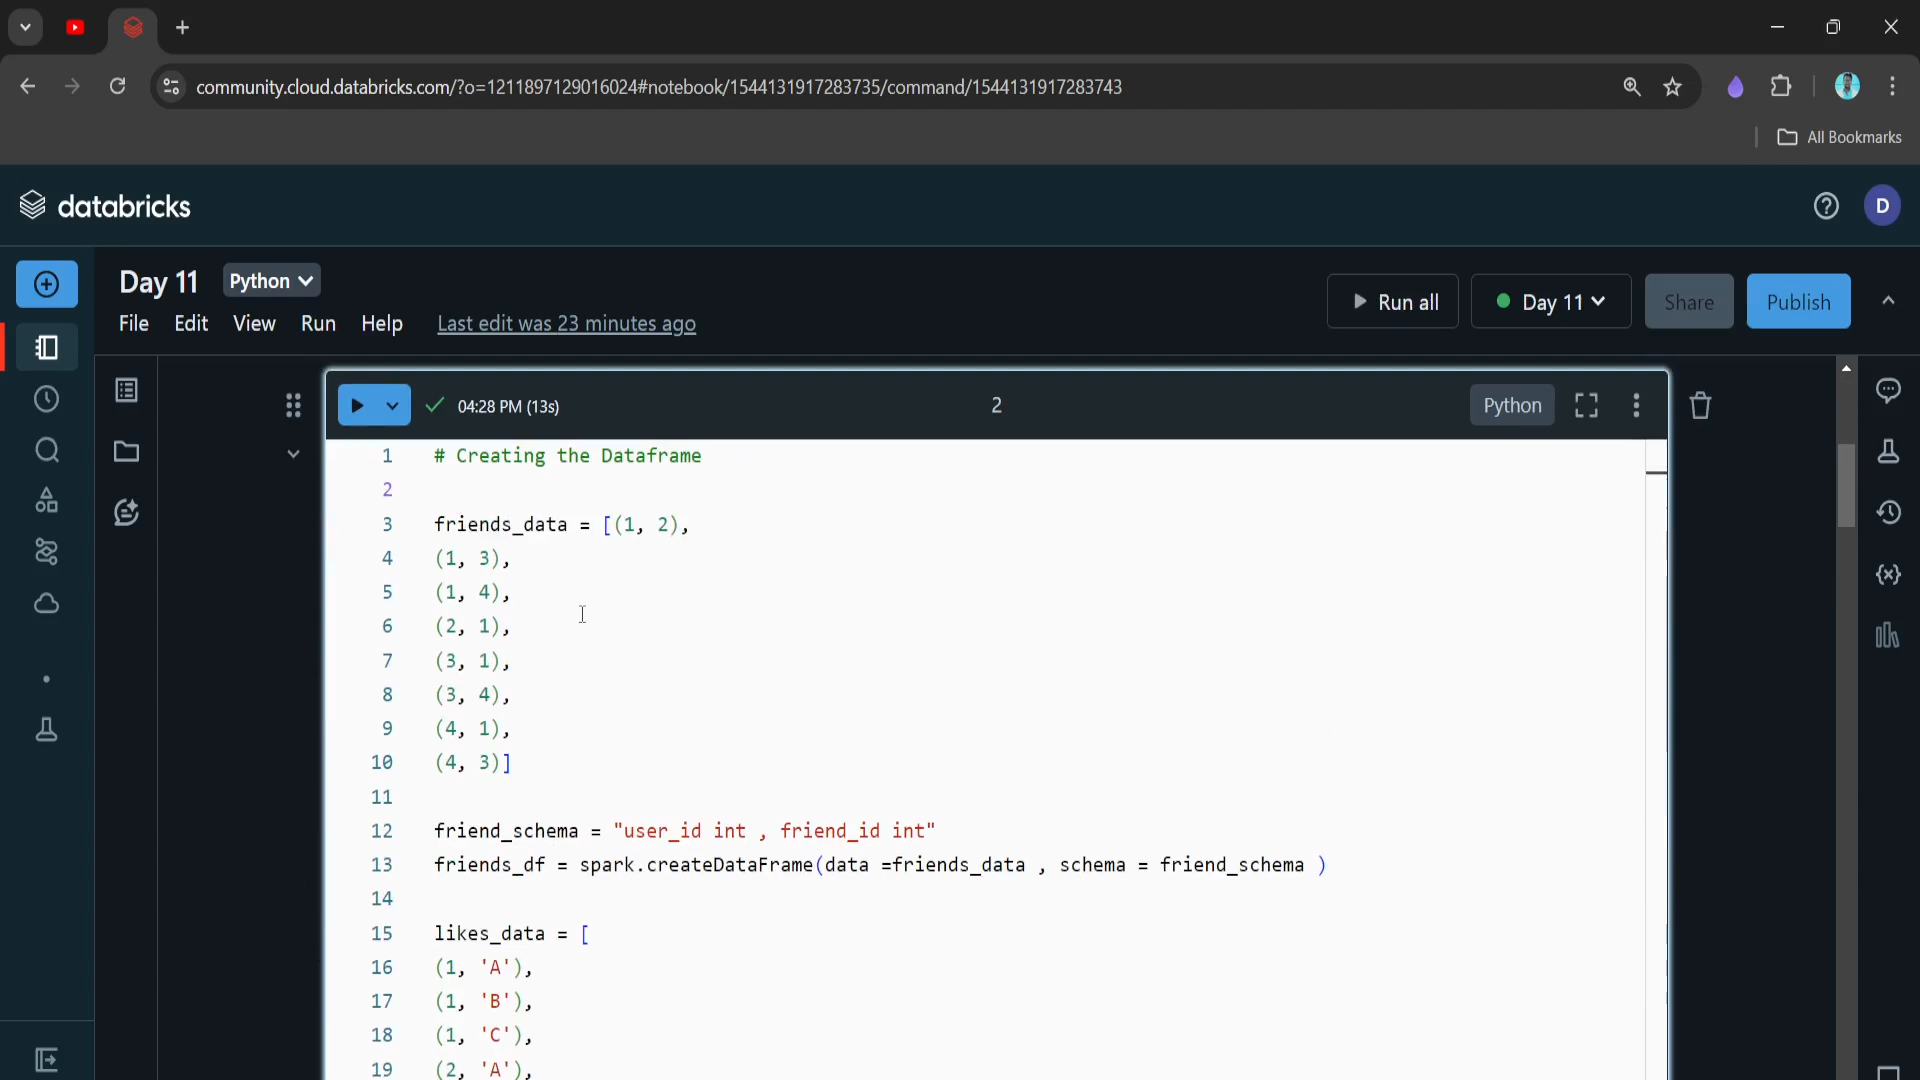 community.cloud.databricks.com/?o=1211897129016024#notebook/1544131917283735/command/1544131917283743
All Bookmarks
databricks
D
Day 11
Python
File Edit View Run Help Last edit was 23 minutes ago
Run all
Day 11
Share
Publish
04:28 PM (13s)
2
Python
1 # Creating the Dataframe
2
3 friends_data = [(1, 2),
4 (1, 3),
5 (1, 4),
6 (2, 1),
7 (3, 1),
8 (3, 4),
9 (4, 1),
10 (4, 3)]
11
12 friend_schema = "user_id int , friend_id int"
13 friends_df = spark.createDataFrame(data =friends_data , schema = friend_schema )
14
15 likes_data = [
16 (1, 'A'),
17 (1, 'B'),
18 (1, 'C'),
19 (2, 'A'),